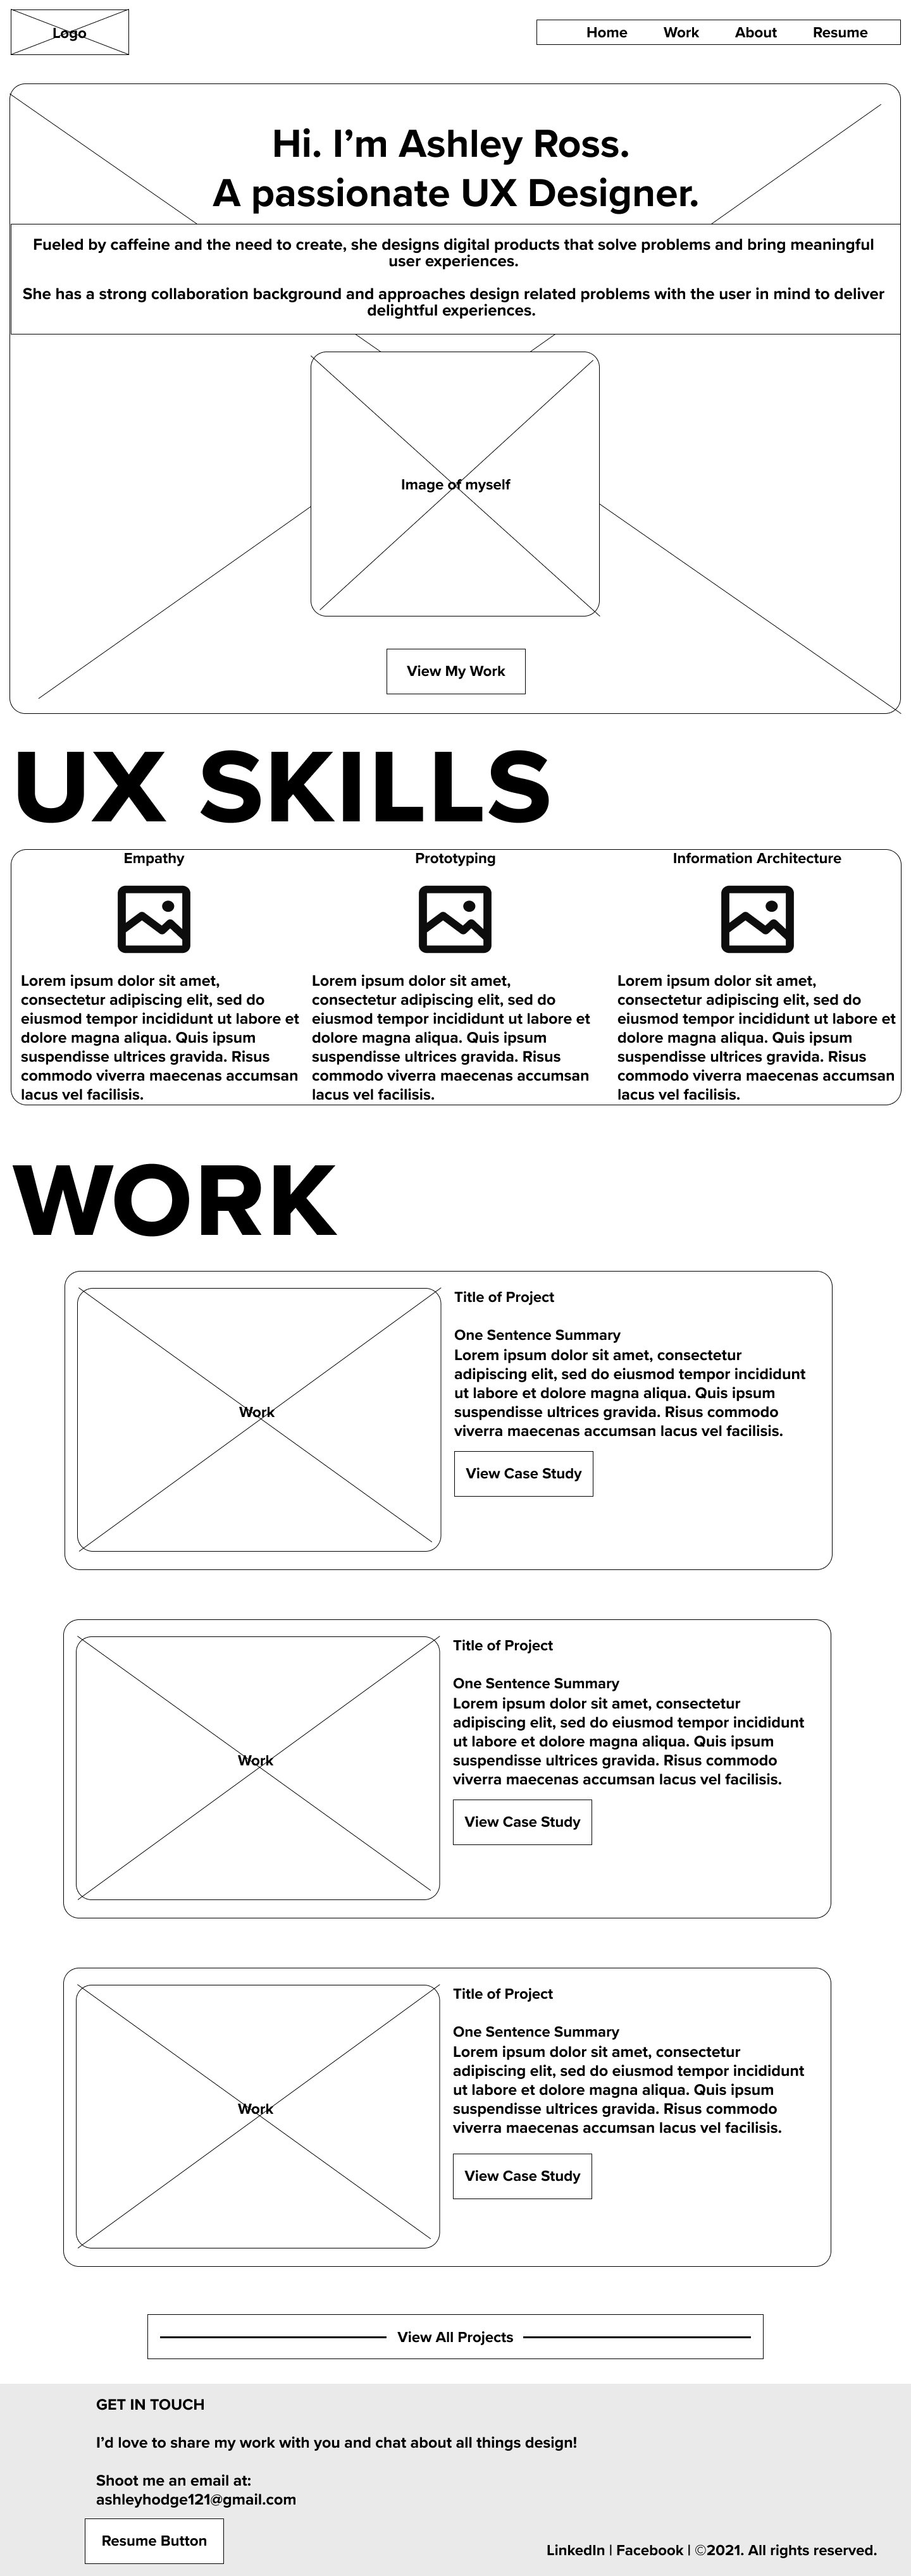 Logo
Home Work About Resume
Hi. I’m Ashley Ross.
A passionate UX Designer.
Fueled by caffeine and the need to create, she designs digital products that solve problems and bring meaningful
user experiences.
She has a strong collaboration background and approaches design related problems with the user in mind to deliver
delightful experiences.
Image of myself
View My Work
UX SKILLS
Empathy
Lorem ipsum dolor sit amet,
consectetur adipiscing elit, sed do
eiusmod tempor incididunt ut labore et
dolore magna aliqua. Quis ipsum
suspendisse ultrices gravida. Risus
commodo viverra maecenas accumsan
lacus vel facilisis.
Prototyping
Lorem ipsum dolor sit amet,
consectetur adipiscing elit, sed do
eiusmod tempor incididunt ut labore et
dolore magna aliqua. Quis ipsum
suspendisse ultrices gravida. Risus
commodo viverra maecenas accumsan
lacus vel facilisis.
Information Architecture
Lorem ipsum dolor sit amet,
consectetur adipiscing elit, sed do
eiusmod tempor incididunt ut labore et
dolore magna aliqua. Quis ipsum
suspendisse ultrices gravida. Risus
commodo viverra maecenas accumsan
lacus vel facilisis.
WORK
Work
Title of Project
One Sentence Summary
Lorem ipsum dolor sit amet, consectetur
adipiscing elit, sed do eiusmod tempor incididunt
ut labore et dolore magna aliqua. Quis ipsum
suspendisse ultrices gravida. Risus commodo
viverra maecenas accumsan lacus vel facilisis.
View Case Study
Work
Title of Project
One Sentence Summary
Lorem ipsum dolor sit amet, consectetur
adipiscing elit, sed do eiusmod tempor incididunt
ut labore et dolore magna aliqua. Quis ipsum
suspendisse ultrices gravida. Risus commodo
viverra maecenas accumsan lacus vel facilisis.
View Case Study
Work
Title of Project
One Sentence Summary
Lorem ipsum dolor sit amet, consectetur
adipiscing elit, sed do eiusmod tempor incididunt
ut labore et dolore magna aliqua. Quis ipsum
suspendisse ultrices gravida. Risus commodo
viverra maecenas accumsan lacus vel facilisis.
View Case Study
View All Projects
GET IN TOUCH
I’d love to share my work with you and chat about all things design!
Shoot me an email at:
ashleyhodge121@gmail.com
Resume Button
LinkedIn | Facebook | ©2021. All rights reserved.